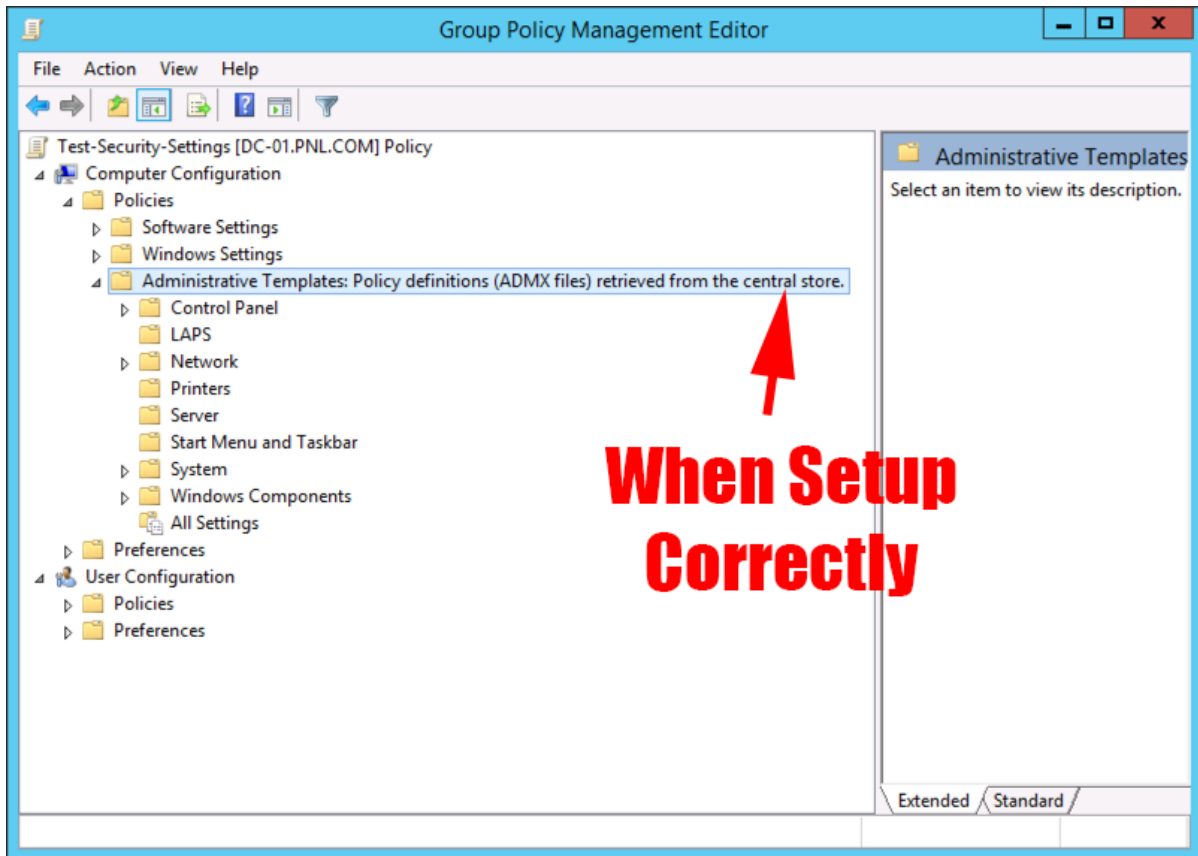 Group Policy Management Editor
File Action View Help
Test-Security-Settings [DC-01.PNL.COM] Policy
Computer Configuration
Policies
Software Settings
Windows Settings
Administrative Templates: Policy definitions (ADMX files) retrieved from the central store.
Control Panel
LAPS
Network
Printers
Server
Start Menu and Taskbar
System
Windows Components
All Settings
Preferences
User Configuration
Policies
Preferences
Administrative Templates
Select an item to view its description.
When Setup
Correctly
Extended Standard